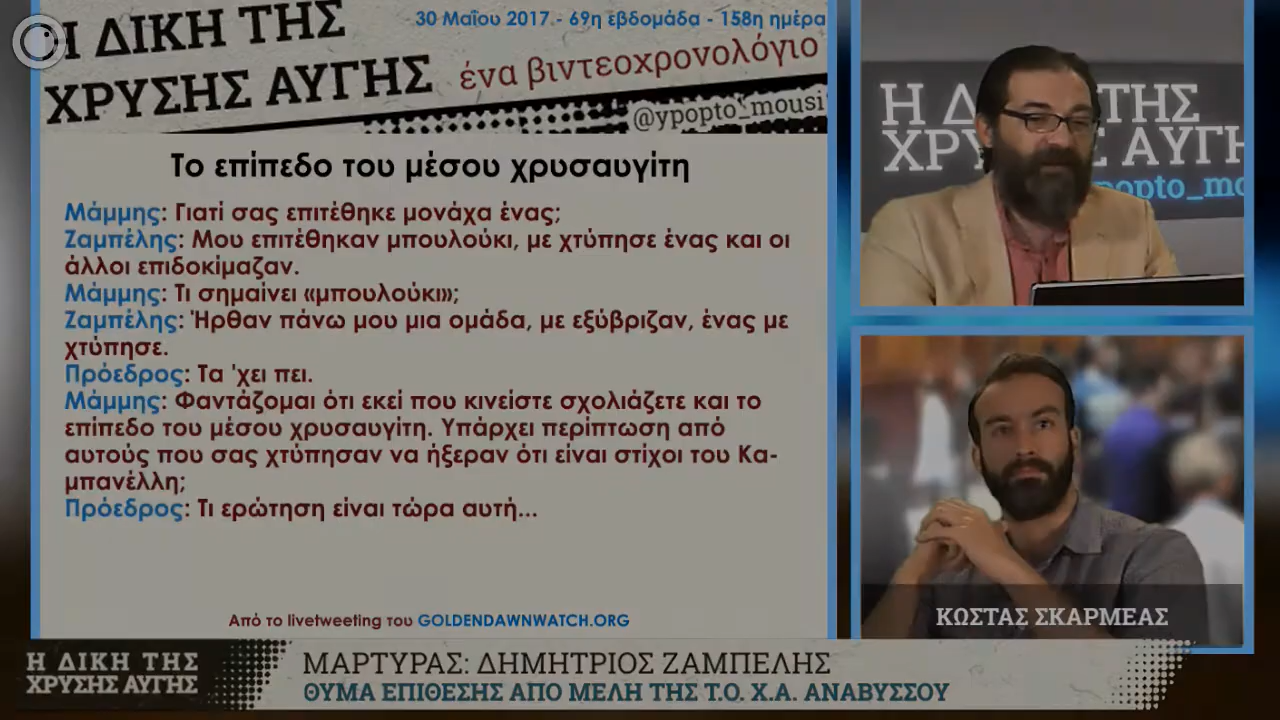 Η ΔΙΚΗ ΤΗΣ
ΧΡΥΣΗΣ ΑΥΓΗΣ
30 Μαΐου 2017 - 69η εβδομάδα - 158η ημέρα
ένα βιντεοχρονολόγιο
@ypopto_mousi
Το επίπεδο του μέσου χρυσαυγίτη
Μάμμης: Γιατί σας επιτέθηκε μονάχα ένας;
Ζαμπέλης: Μου επιτέθηκαν μπουλούκι, με χτύπησε ένας και οι
άλλοι επιδοκίμαζαν.
Μάμμης: Τι σημαίνει «μπουλούκι»;
Ζαμπέλης: Ήρθαν πάνω μου μια ομάδα, με εξύβριζαν, ένας με
χτύπησε.
Πρόεδρος: Τα 'χει πει.
Μάμμης: Φαντάζομαι ότι εκεί που κινείστε σχολιάζετε και το
επίπεδο του μέσου χρυσαυγίτη. Υπάρχει περίπτωση από
αυτούς που σας χτύπησαν να ήξεραν ότι είναι στίχοι του Κα-
μπανέλλη;
Πρόεδρος: Τι ερώτηση είναι τώρα αυτή...
Από το livetweeting του GOLDENDAWNWATCH.ORG
Η Δ ΤΗΣ
ΧΡΥ Σ ΑΥΓΗ
popto_mo
ΚΩΣΤΑΣ ΣΚΑΡΜΕΑΣ
Η ΔΙΚΗ ΤΗΣ
ΧΡΥΣΗΣ ΑΥΓΗΣ
ΜΑΡΤΥΡΑΣ: ΔΗΜΗΤΡΙΟΣ ΖΑΜΠΕΛΗΣ
ΘΥΜΑ ΕΠΙΘΕΣΗΣ ΑΠΟ ΜΕΛΗ ΤΗΣ Τ.Ο. Χ.Α. ΑΝΑΒΥΣΣΟΥ